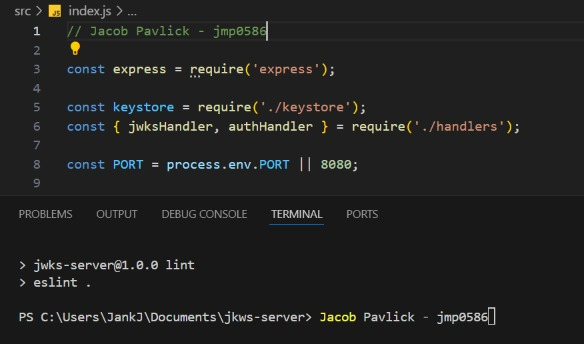 src > JS index.js > ...
1 // Jacob Pavlick - jmp0586
2
3 const express = require('express');
4
5 const keystore = require('./keystore');
6 const { jwksHandler, authHandler } = require('./handlers');
7
8 const PORT = process.env.PORT || 8080;
9
PROBLEMS OUTPUT DEBUG CONSOLE TERMINAL PORTS
> jwks-server@1.0.0 lint
> eslint .
PS C:\Users\JankJ\Documents\jkws-server> Jacob Pavlick - jmp0586